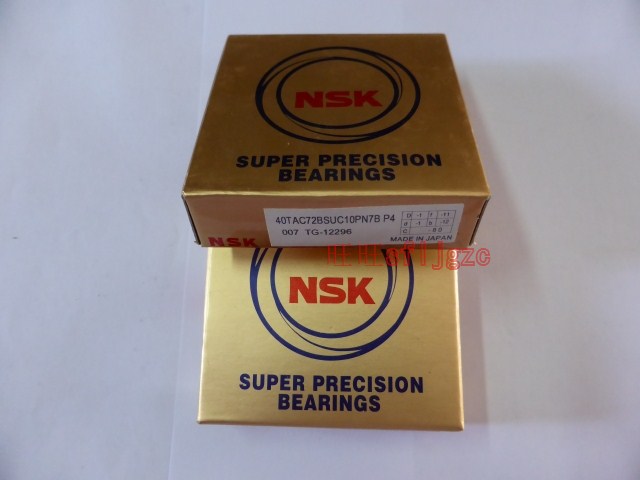 NSK
SUPER PRECISION
BEARINGS
NSK
40TAC72BSUC10PN7B P4
007 TG-12296
MADE IN JAPAN
NSK
SUPER PRECISION
BEARINGS